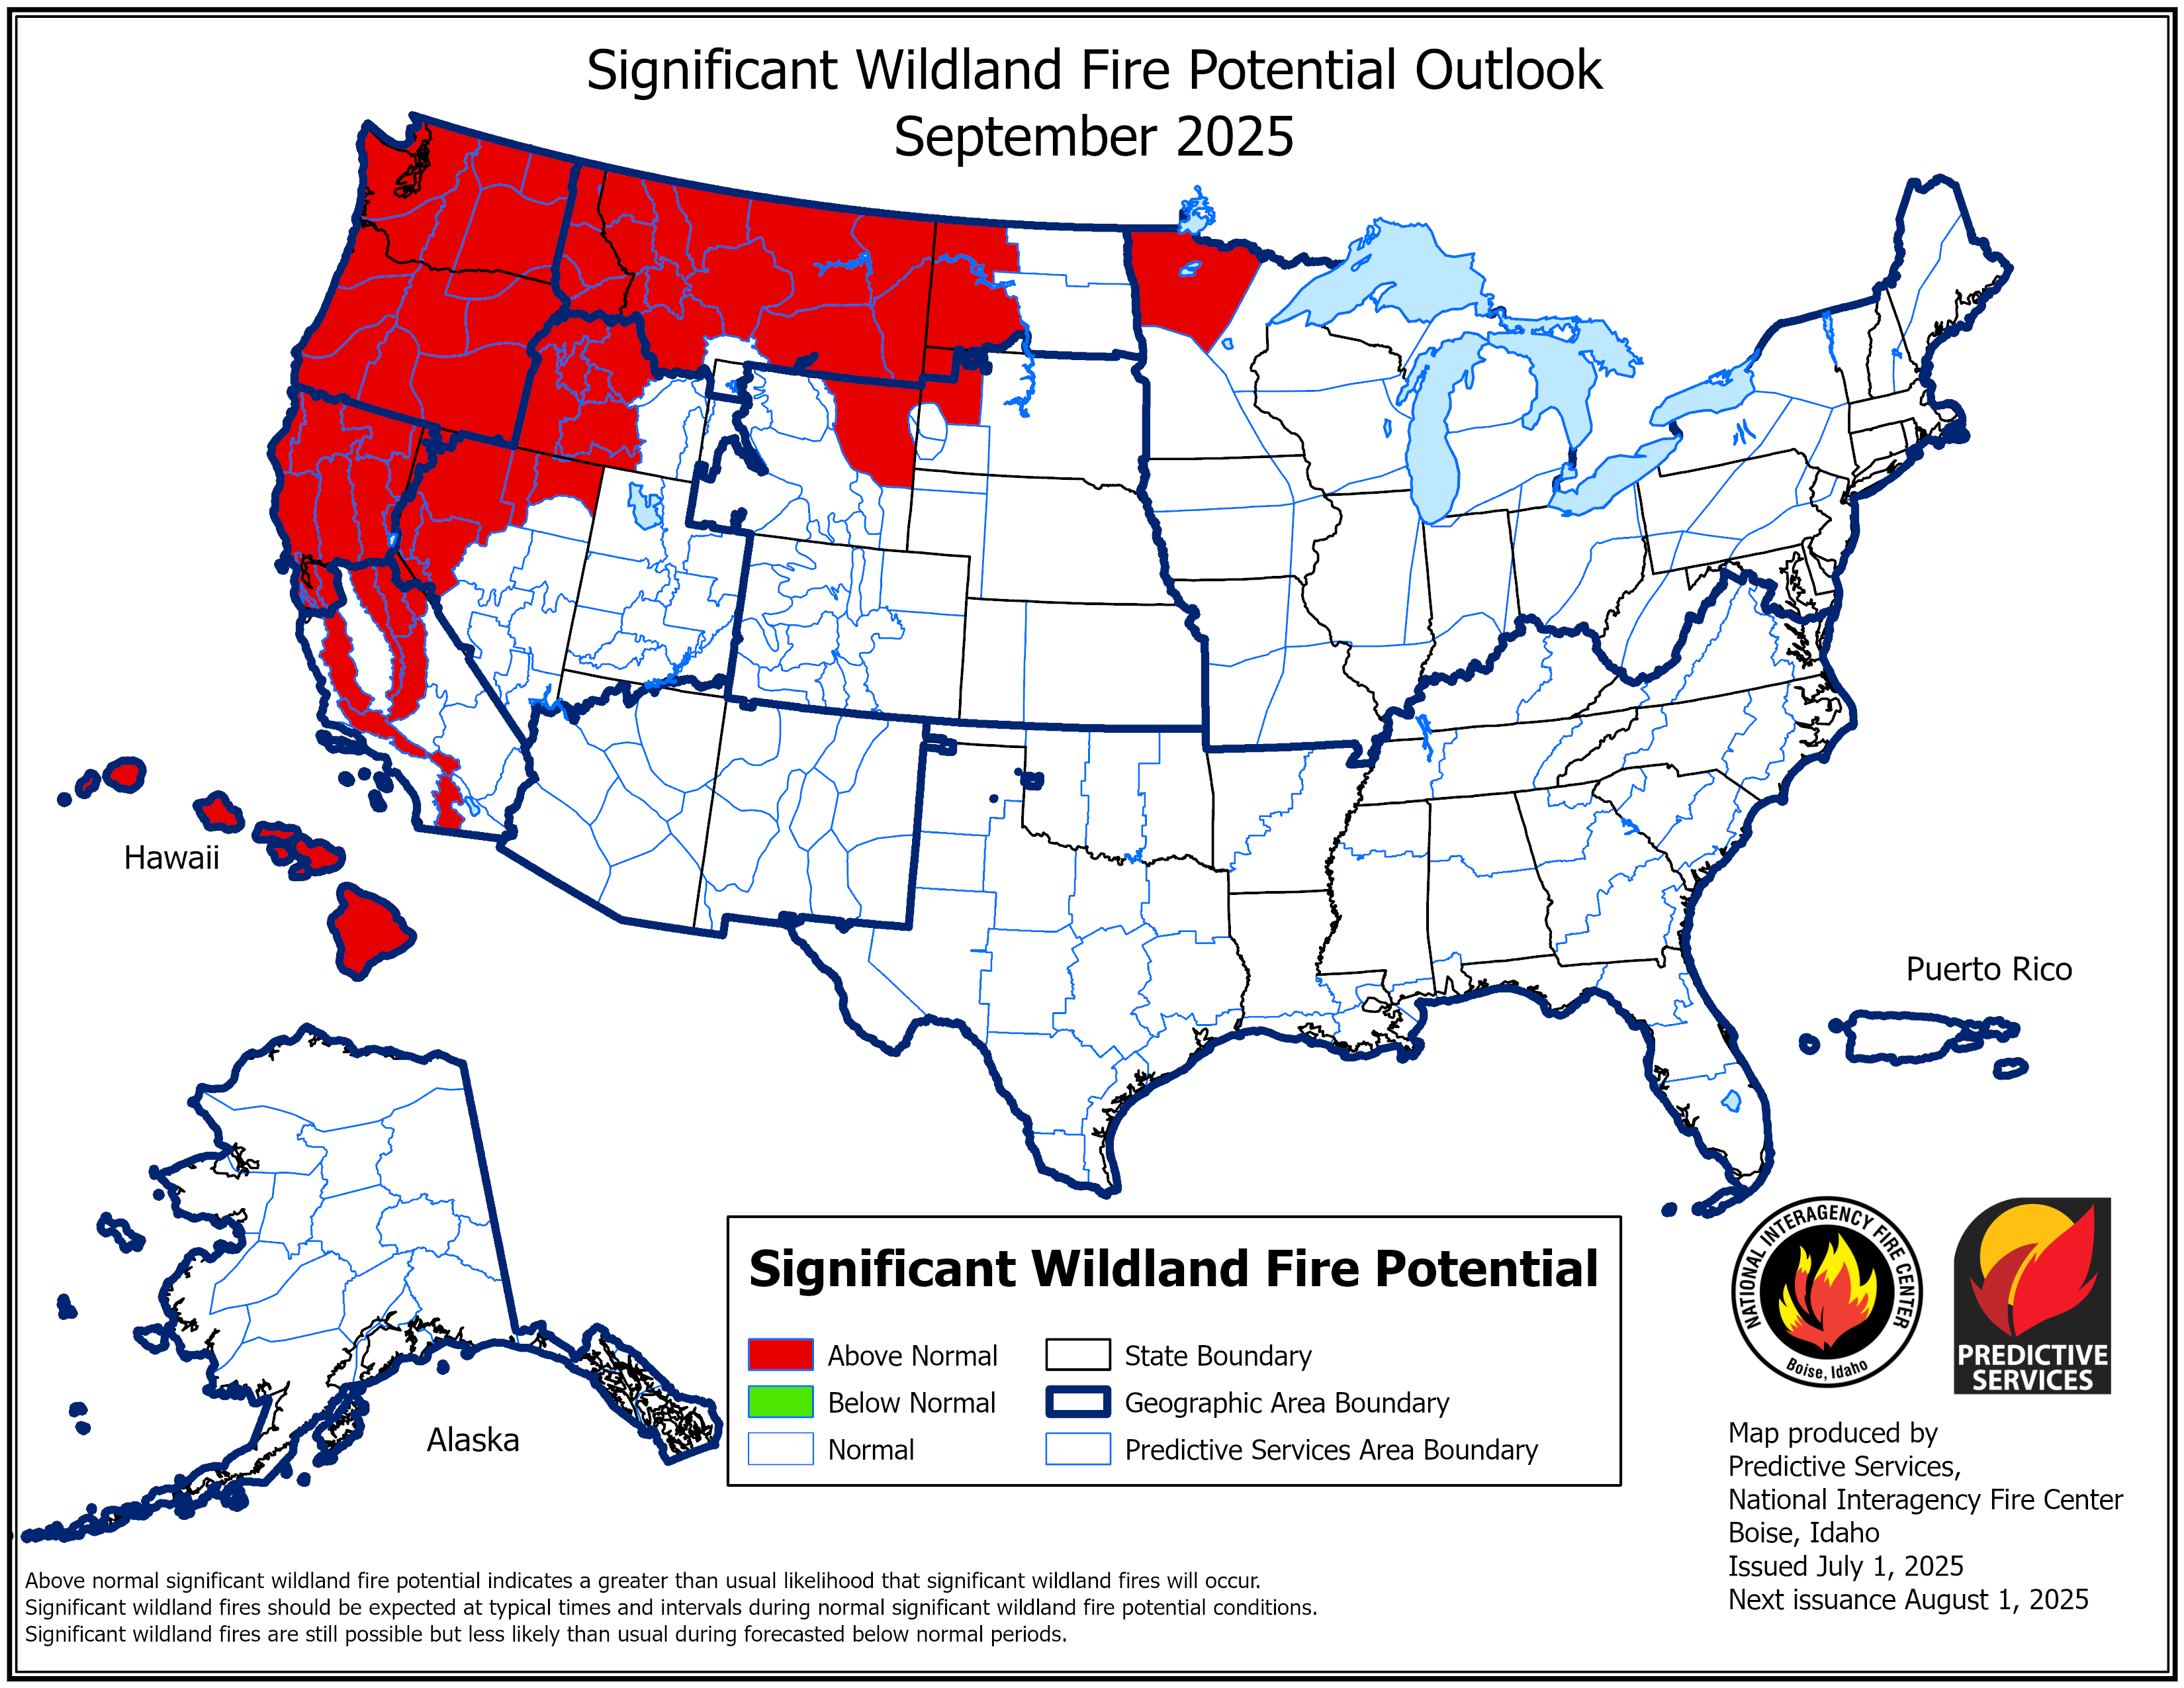 Significant Wildland Fire Potential Outlook
September 2025
Hawaii
Puerto Rico
Alaska
Significant Wildland Fire Potential
Above Normal
Below Normal
Normal
State Boundary
Geographic Area Boundary
Predictive Services Area Boundary
NATIONAL INTERAGENCY FIRE CENTER
Boise, Idaho
PREDICTIVE
SERVICES
Map produced by
Predictive Services,
National Interagency Fire Center
Boise, Idaho
Issued July 1, 2025
Next issuance August 1, 2025
Above normal significant wildland fire potential indicates a greater than usual likelihood that significant wildland fires will occur.
Significant wildland fires should be expected at typical times and intervals during normal significant wildland fire potential conditions.
Significant wildland fires are still possible but less likely than usual during forecasted below normal periods.